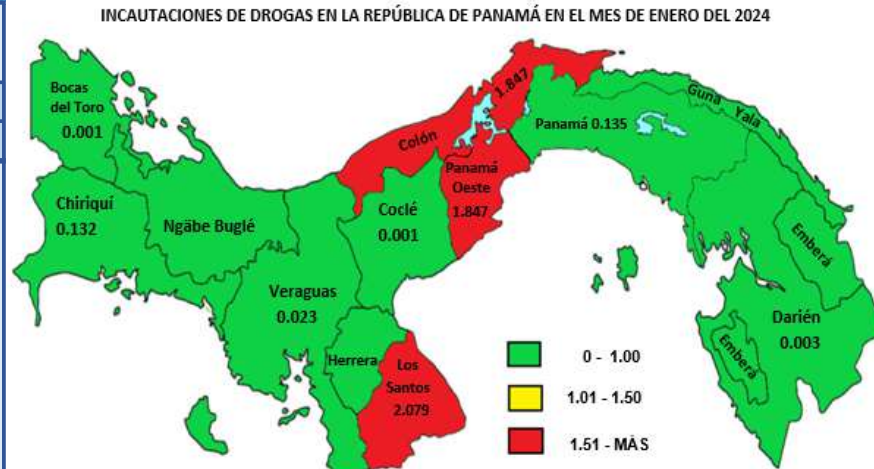 INCAUTACIONES DE DROGAS EN LA REPÚBLICA DE PANAMÁ EN EL MES DE ENERO DEL 2024
Bocas
del Toro
0.001
Chiriquí
0.132
Ngäbe Buglé
Veraguas
0.023
Herrera
Los
Santos
2.079
Coclé
0.001
Colón
1.847
Panamá
Oeste
1.847
Panamá 0.135
Guna Yala
Emberá
Darién
0.003
Emberá
0 - 1.00
1.01 - 1.50
1.51 - MÁS